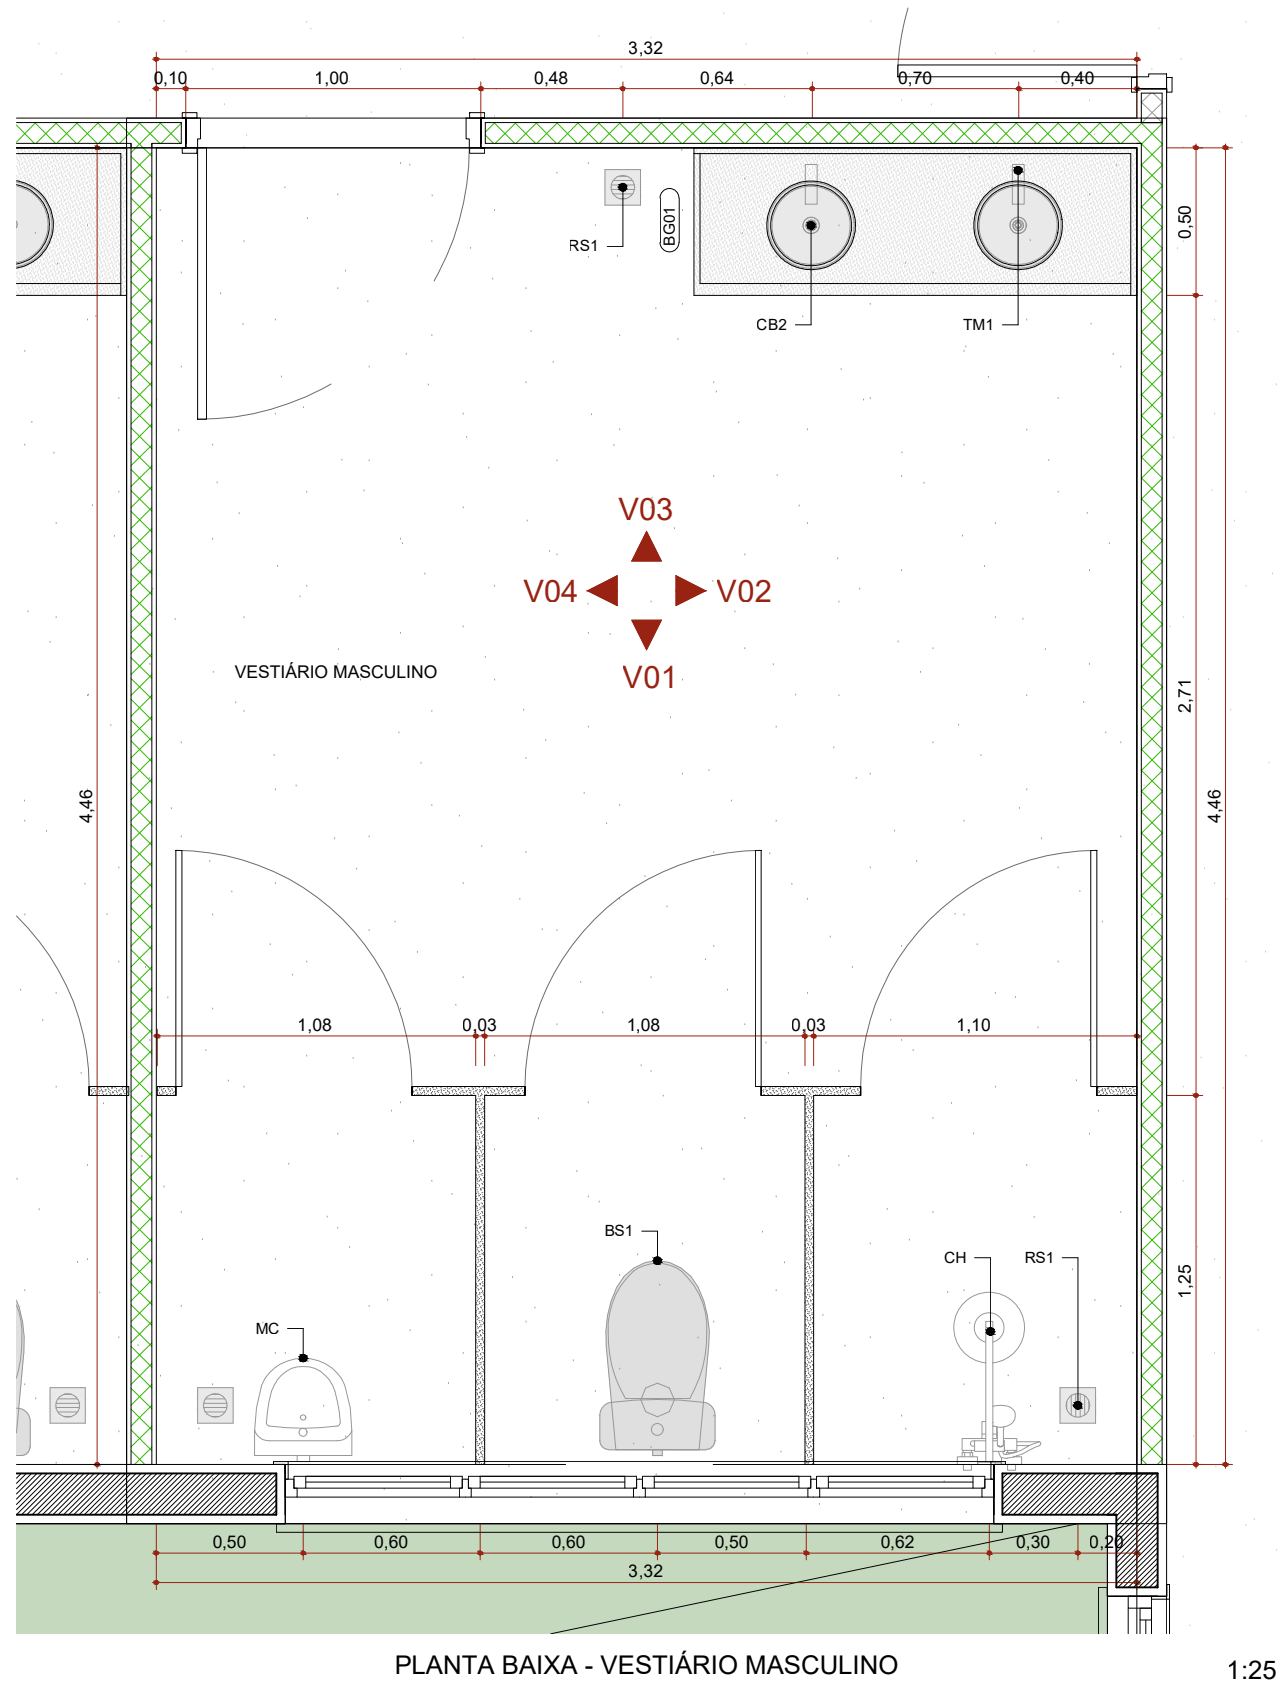 3,32
0,10 1,00 0,48 0,64 0,70 0,40
0,50
RS1
BG01
CB2
TM1
V03
V04
V02
V01
VESTIÁRIO MASCULINO
2,71
4,46
4,46
1,08 0,03 1,08 0,03 1,10
BS1
CH
RS1
1,25
MC
0,50 0,60 0,60 0,50 0,62 0,30 0,20
3,32
PLANTA BAIXA - VESTIÁRIO MASCULINO
1:25